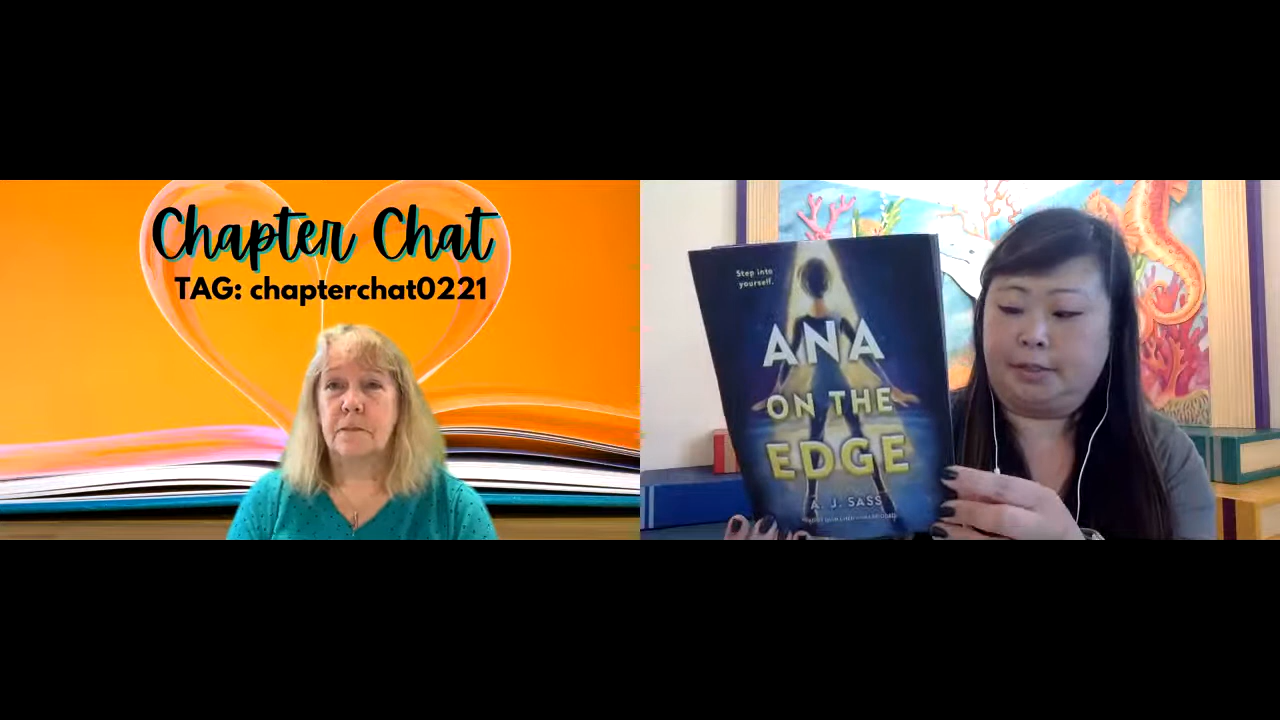 Chapter Chat
TAG: chapterchat0221
Step into
yourself.
ANA
ON THE
EDGE
A. J. SASS